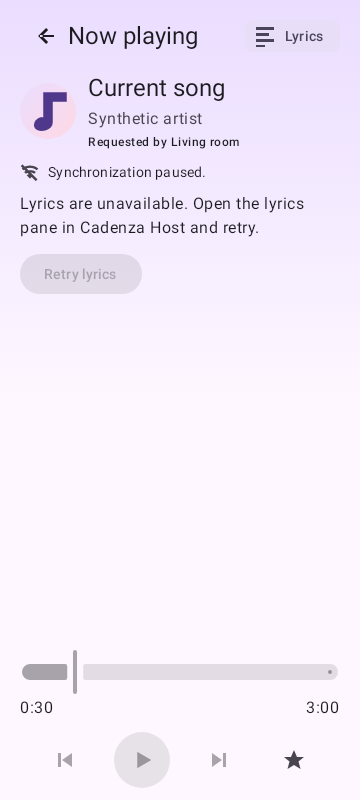 Now playing
Lyrics
Current song
Synthetic artist
Requested by Living room
Synchronization paused.
Lyrics are unavailable. Open the lyrics
pane in Cadenza Host and retry.
Retry lyrics
0:30
3:00